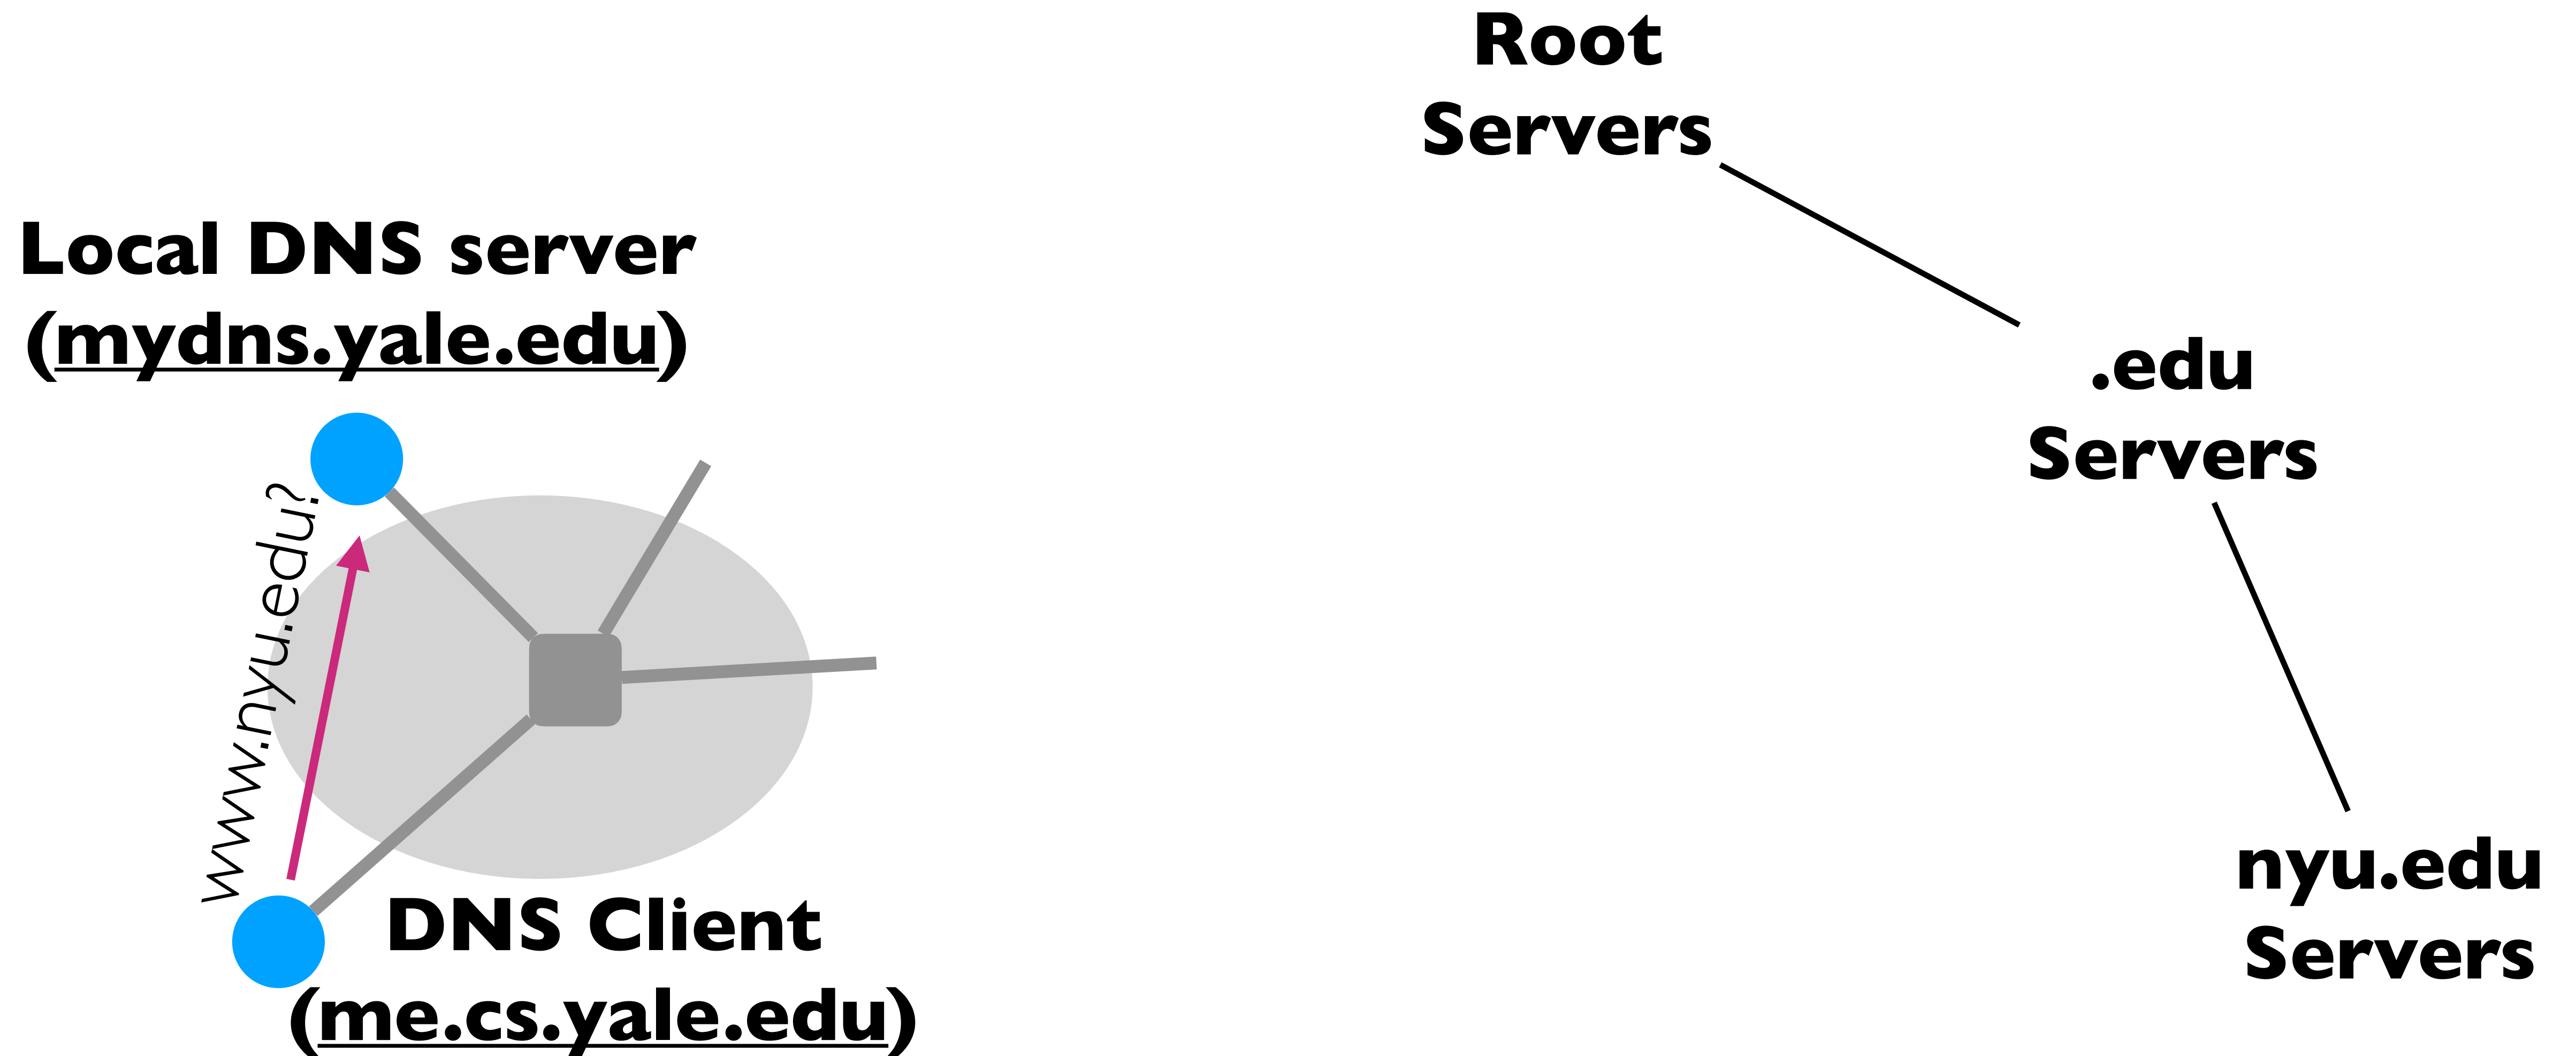 Root
Servers
Local DNS server
(mydns.yale.edu)
.edu
Servers
www.nyu.edu?
nyu.edu
Servers
DNS Client
(me.cs.yale.edu)